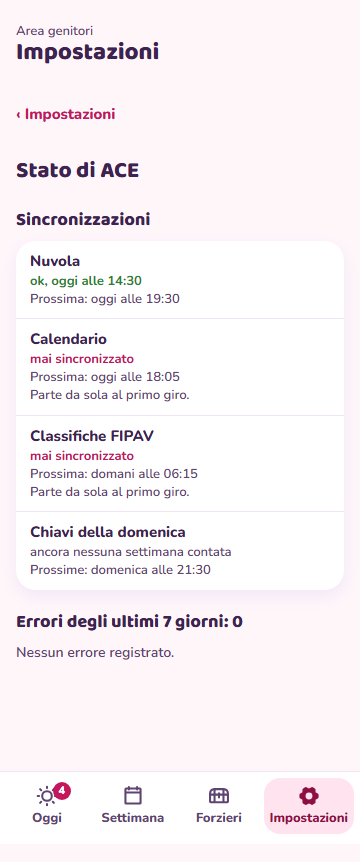 Area genitori
Impostazioni
‹ Impostazioni
Stato di ACE
Sincronizzazioni
Nuvola
ok, oggi alle 14:30
Prossima: oggi alle 19:30
Calendario
mai sincronizzato
Prossima: oggi alle 18:05
Parte da sola al primo giro.
Classifiche FIPAV
mai sincronizzato
Prossima: domani alle 06:15
Parte da sola al primo giro.
Chiavi della domenica
ancora nessuna settimana contata
Prossime: domenica alle 21:30
Errori degli ultimi 7 giorni: 0
Nessun errore registrato.
4
Oggi Settimana Forzieri Impostazioni